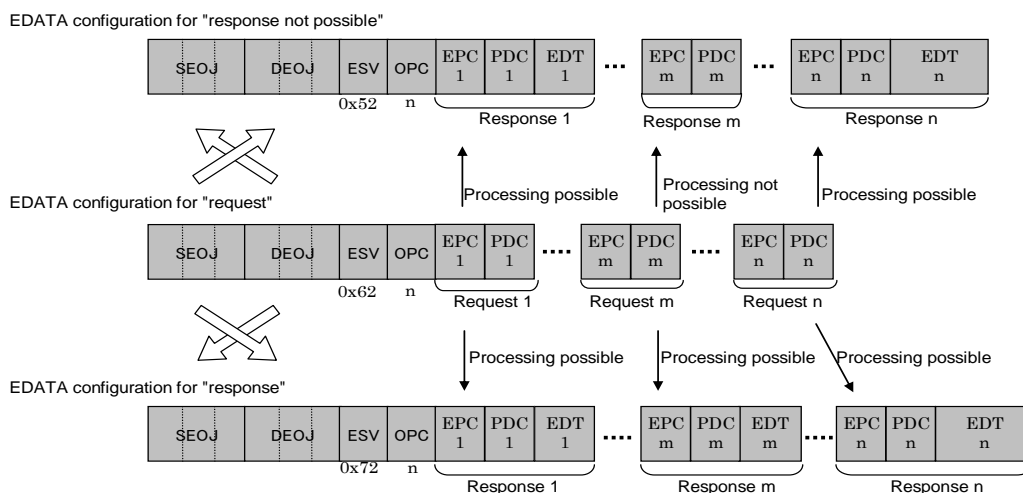 EDATA configuration for "response not possible"
SEOJ DEOJ ESV OPC EPC 1 PDC 1 EDT 1 EPC m PDC m EPC n PDC n EDT n
0x52 n
Response 1 Response m Response n
Processing possible Processing not possible Processing possible
EDATA configuration for "request"
SEOJ DEOJ ESV OPC EPC 1 PDC 1 EPC m PDC m EPC n PDC n
0x62 n
Request 1 Request m Request n
Processing possible Processing possible Processing possible
EDATA configuration for "response"
SEOJ DEOJ ESV OPC EPC 1 PDC 1 EDT 1 EPC m PDC m EDT m EPC n PDC n EDT n
0x72 n
Response 1 Response m Response n